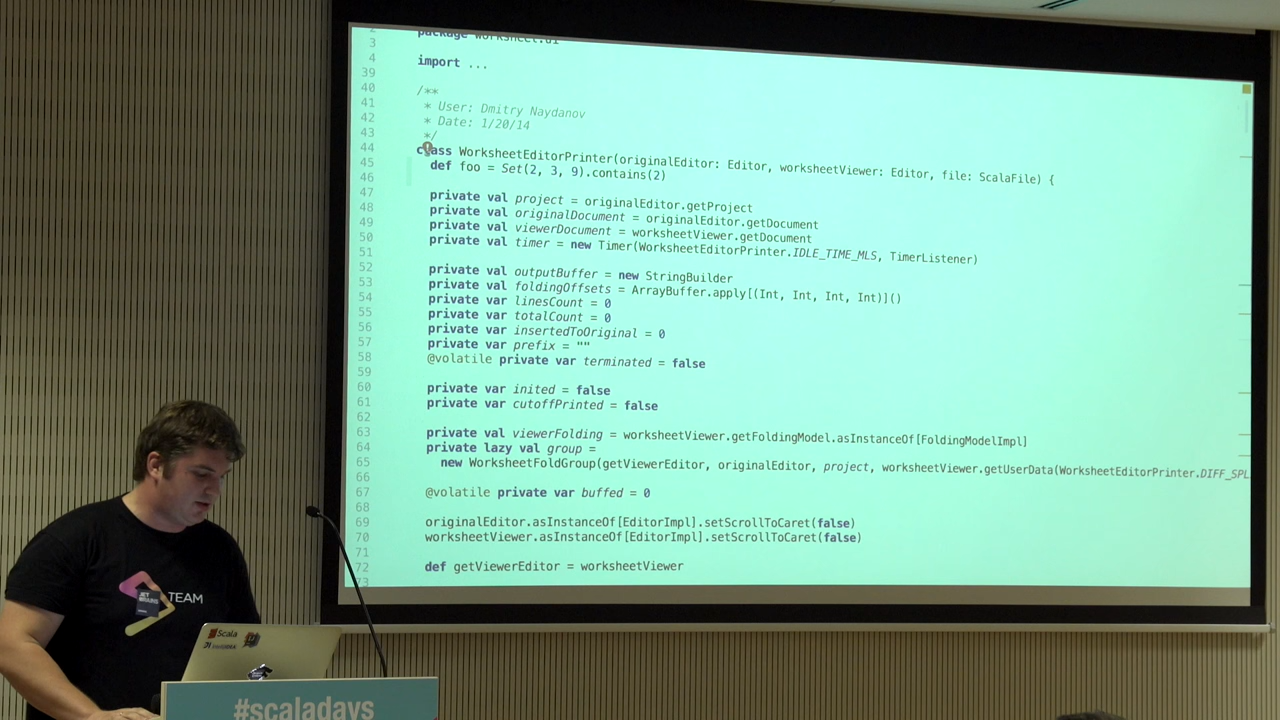 2
3
package worksheet.ui
4
import ...
39
40
/**
41
* User: Dmitry Naydanov
42
* Date: 1/20/14
43
*/
44
class WorksheetEditorPrinter(originalEditor: Editor, worksheetViewer: Editor, file: ScalaFile) {
45
def foo = Set(2, 3, 9).contains(2)
46
47
private val project = originalEditor.getProject
48
private val originalDocument = originalEditor.getDocument
49
private val viewerDocument = worksheetViewer.getDocument
50
private val timer = new Timer(WorksheetEditorPrinter.IDLE_TIME_MLS, TimerListener)
51
52
private val outputBuffer = new StringBuilder
53
private val foldingOffsets = ArrayBuffer.apply[(Int, Int, Int, Int)]()
54
private var linesCount = 0
55
private var totalCount = 0
56
private var insertedToOriginal = 0
57
private var prefix = ""
58
@volatile private var terminated = false
59
60
private var inited = false
61
private var cutoffPrinted = false
62
63
private val viewerFolding = worksheetViewer.getFoldingModel.asInstanceOf[FoldingModelImpl]
64
private lazy val group =
65
new WorksheetFoldGroup(getViewerEditor, originalEditor, project, worksheetViewer.getUserData(WorksheetEditorPrinter.DIFF_SPL
66
67
@volatile private var buffed = 0
68
69
originalEditor.asInstanceOf[EditorImpl].setScrollToCaret(false)
70
worksheetViewer.asInstanceOf[EditorImpl].setScrollToCaret(false)
71
72
def getViewerEditor = worksheetViewer
73
JET
BRAINS
TEAM
Scala
#scaladays